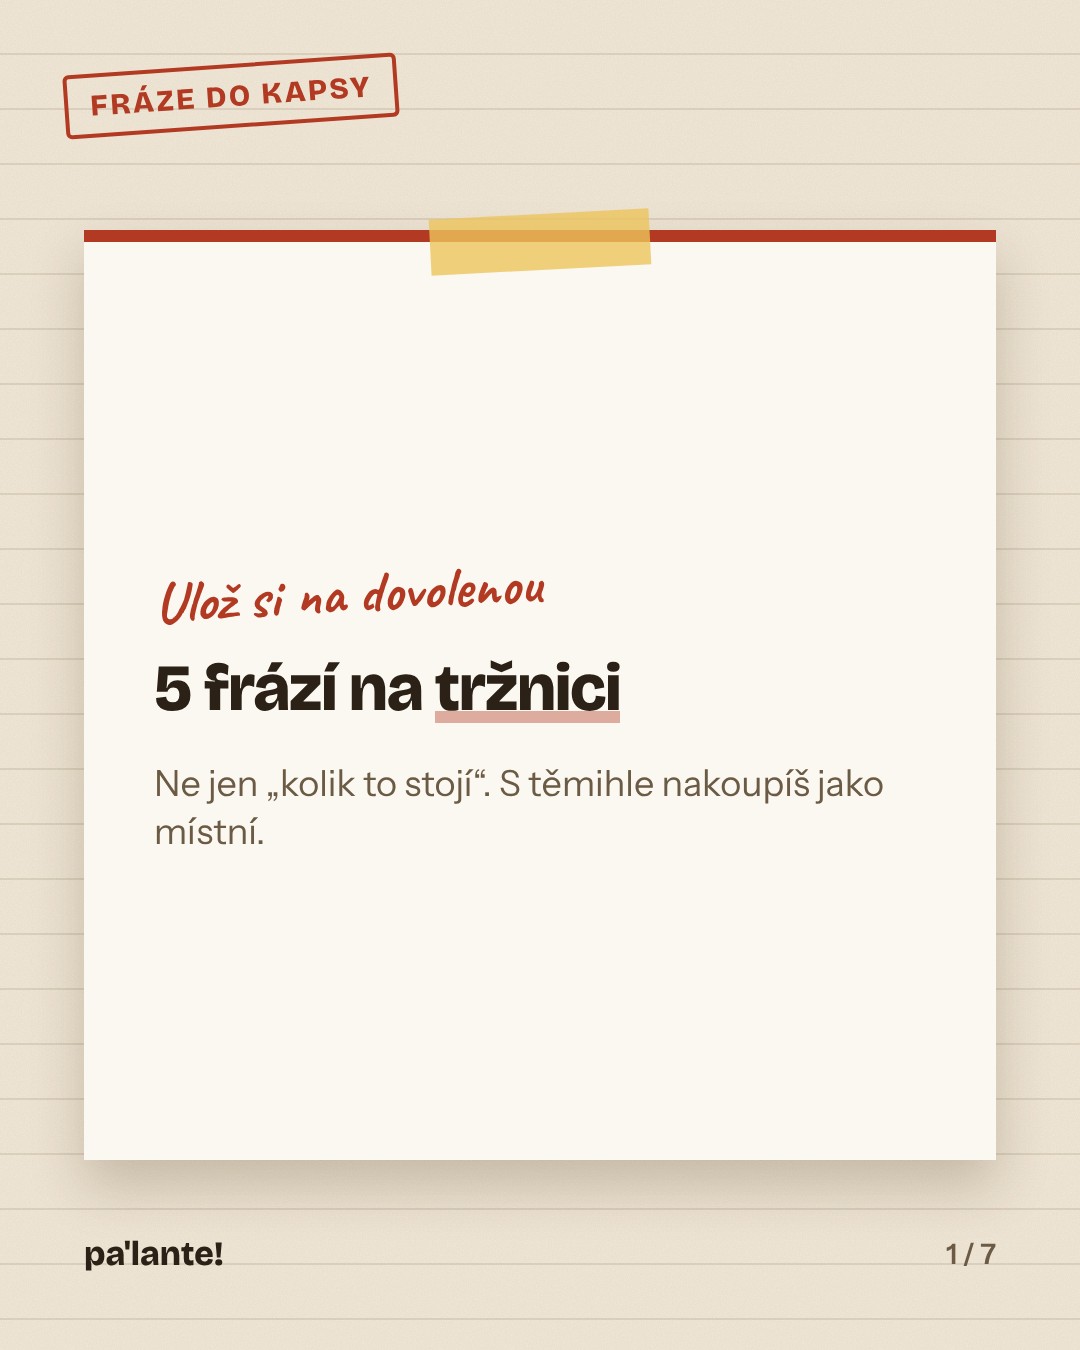 FRÁZE DO KAPSY
Ulož si na dovolenou
5 frází na tržnici
Ne jen „kolik to stojí“. S těmihle nakoupíš jako
místní.
pa'lante!
1 / 7